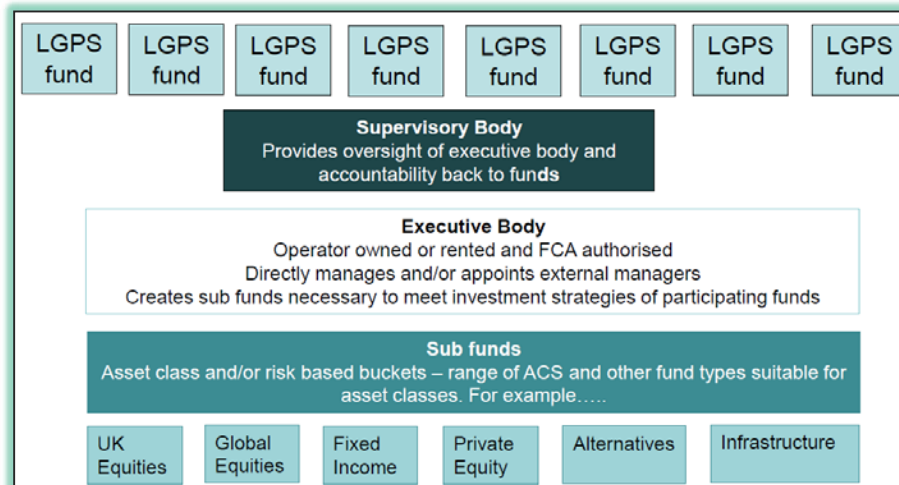 LGPS fund
LGPS fund
LGPS fund
LGPS fund
LGPS fund
LGPS fund
LGPS fund
LGPS fund
Supervisory Body
Provides oversight of executive body and
accountability back to funds
Executive Body
Operator owned or rented and FCA authorised
Directly manages and/or appoints external managers
Creates sub funds necessary to meet investment strategies of participating funds
Sub funds
Asset class and/or risk based buckets – range of ACS and other fund types suitable for
asset classes. For example…..
UK
Equities
Global
Equities
Fixed
Income
Private
Equity
Alternatives
Infrastructure